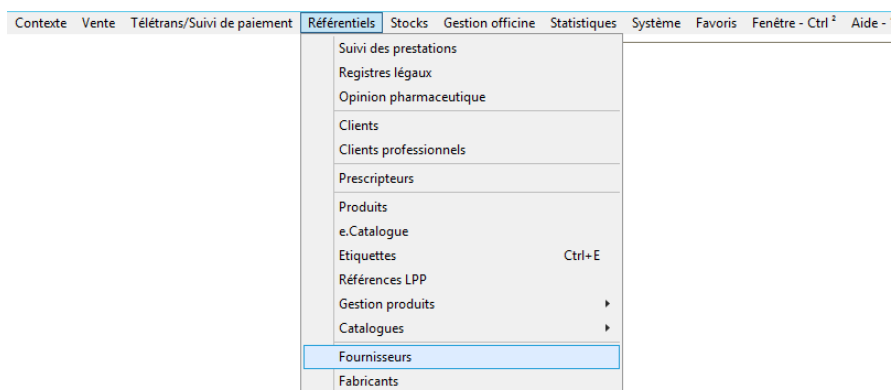 Contexte Vente Télétrans/Suivi de paiement Référentiels Stocks Gestion officine Statistiques Système Favoris Fenêtre - Ctrl ² Aide -
Suivi des prestations
Registres légaux
Opinion pharmaceutique
Clients
Clients professionnels
Prescripteurs
Produits
e.Catalogue
Etiquettes Ctrl+E
Références LPP
Gestion produits
Catalogues
Fournisseurs
Fabricants